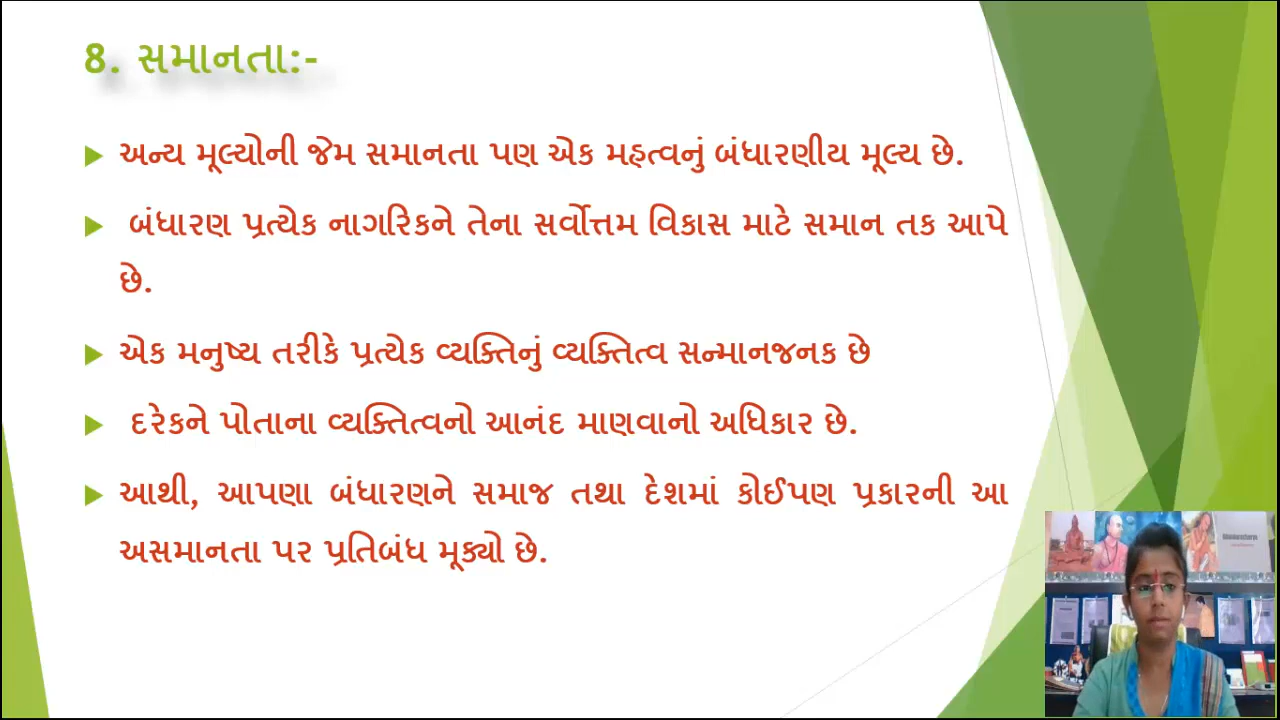 8. સમાનતા:-
અન્ય મૂલ્યોની જેમ સમાનતા પણ એક મહત્વનું બંધારણીય મૂલ્ય છે.
બંધારણ પ્રત્યેક નાગરિકને તેના સર્વોત્તમ વિકાસ માટે સમાન તક આપે
છે.
એક મનુષ્ય તરીકે પ્રત્યેક વ્યક્તિનું વ્યક્તિત્વ સન્માનજનક છે
દરેકને પોતાના વ્યક્તિત્વનો આનંદ માણવાનો અધિકાર છે.
આથી, આપણા બંધારણને સમાજ તથા દેશમાં કોઈપણ પ્રકારની આ
અસમાનતા પર પ્રતિબંધ મૂક્યો છે.